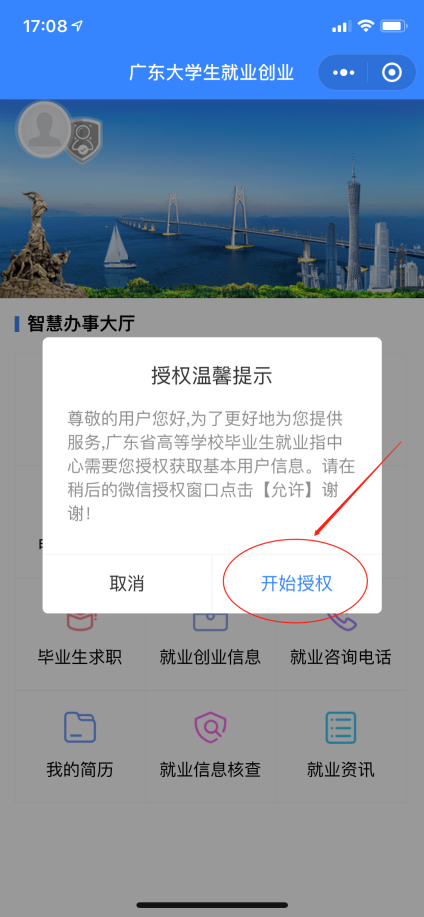 17:08
广东大学生就业创业
智慧办事大厅
授权温馨提示
尊敬的用户您好,为了更好地为您提供
服务,广东省高等学校毕业生就业指中
心需要您授权获取基本用户信息。请在
稍后的微信授权窗口点击【允许】谢
谢!
取消
开始授权
毕业生求职
就业创业信息
就业咨询电话
我的简历
就业信息核查
就业资讯